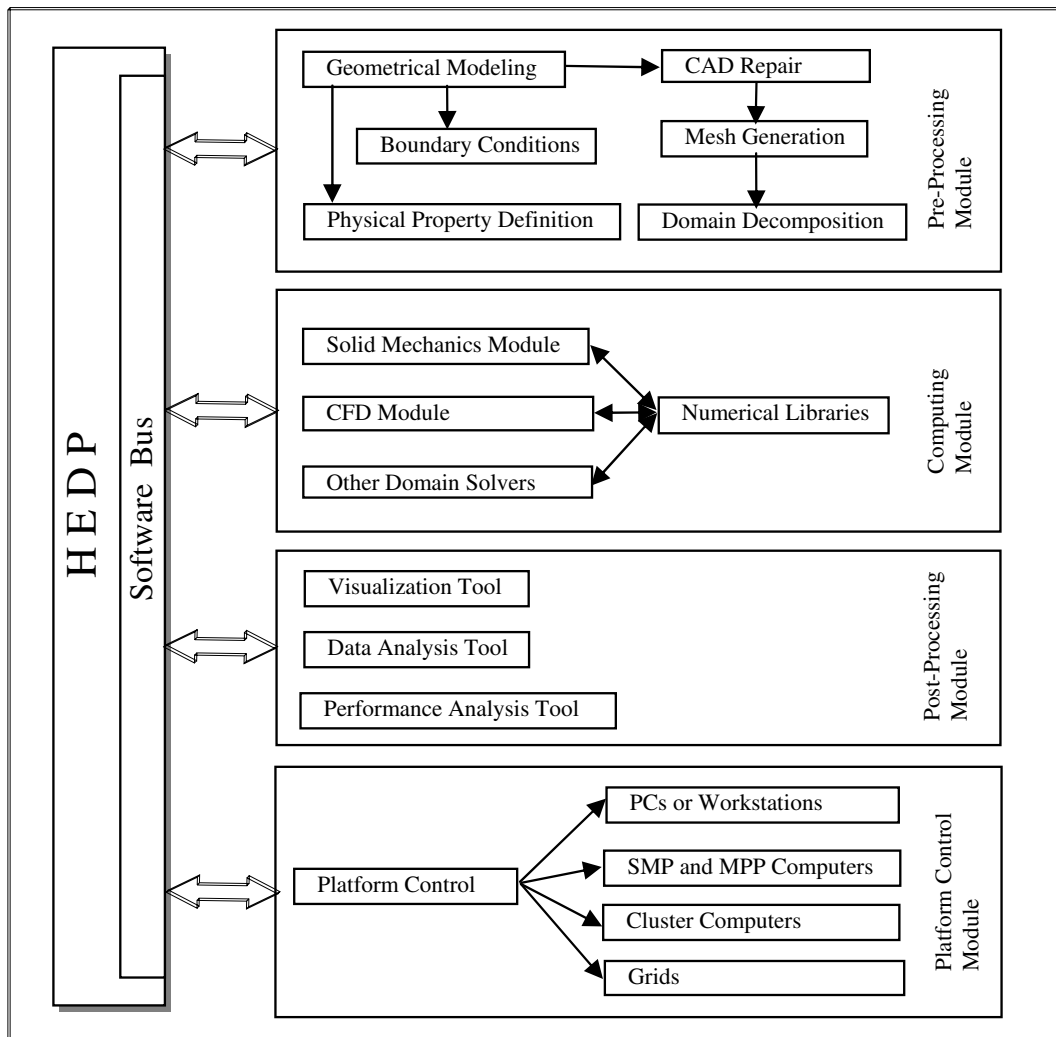 HEDP
Software Bus
Geometrical Modeling
CAD Repair
Boundary Conditions
Mesh Generation
Physical Property Definition
Domain Decomposition
Pre-Processing
Module
Solid Mechanics Module
CFD Module
Numerical Libraries
Other Domain Solvers
Computing
Module
Visualization Tool
Data Analysis Tool
Performance Analysis Tool
Post-Processing
Module
Platform Control
PCs or Workstations
SMP and MPP Computers
Cluster Computers
Grids
Platform Control
Module